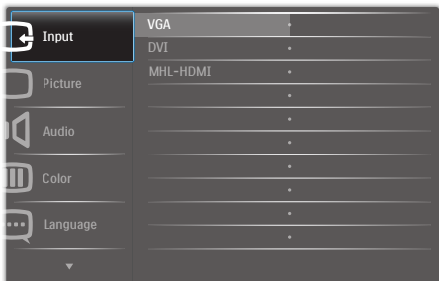 Input
Picture
Audio
Color
Language
VGA
DVI
MHL-HDMI